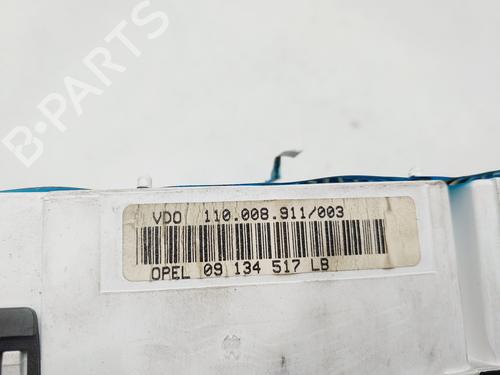 B-PARTS
VDO 110.008.911/003
OPEL 09 134 517 LB